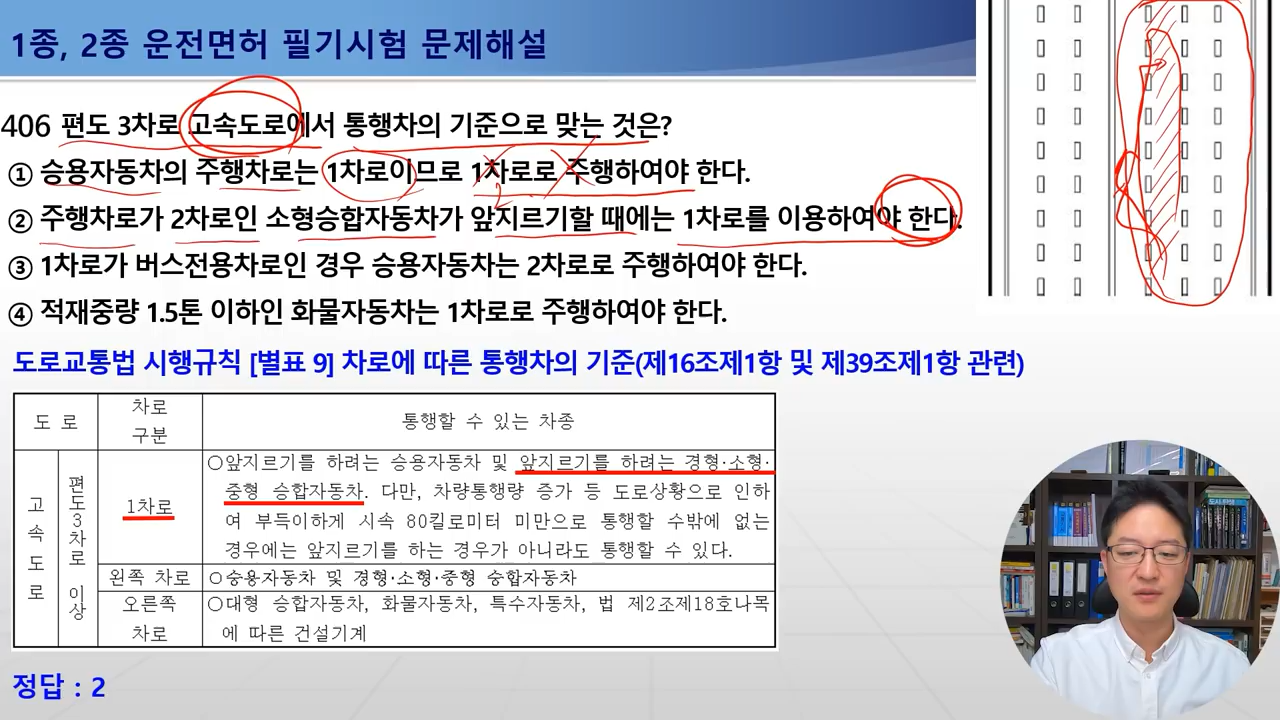 1종, 2종 운전면허 필기시험 문제해설
406 편도 3차로 고속도로에서 통행차의 기준으로 맞는 것은?
① 승용자동차의 주행차로는 1차로이므로 1차로로 주행하여야 한다.
2
② 주행차로가 2차로인 소형승합자동차가 앞지르기할 때에는 1차로를 이용하여야 한다.
③ 1차로가 버스전용차로인 경우 승용자동차는 2차로로 주행하여야 한다.
④ 적재중량 1.5톤 이하인 화물자동차는 1차로로 주행하여야 한다.
도로교통법 시행규칙 [별표 9] 차로에 따른 통행차의 기준(제16조제1항 및 제39조제1항 관련)
도 로
차로
구분
통행할 수 있는 차종
고속도로
편도3차로 이상
1차로
○앞지르기를 하려는 승용자동차 및 앞지르기를 하려는 경형·소형·
중형 승합자동차. 다만, 차량통행량 증가 등 도로상황으로 인하
여 부득이하게 시속 80킬로미터 미만으로 통행할 수밖에 없는
경우에는 앞지르기를 하는 경우가 아니라도 통행할 수 있다.
왼쪽 차로
○승용자동차 및 경형·소형·중형 승합자동차
오른쪽
차로
○대형 승합자동차, 화물자동차, 특수자동차, 법 제2조제18호나목
에 따른 건설기계
정답 : 2